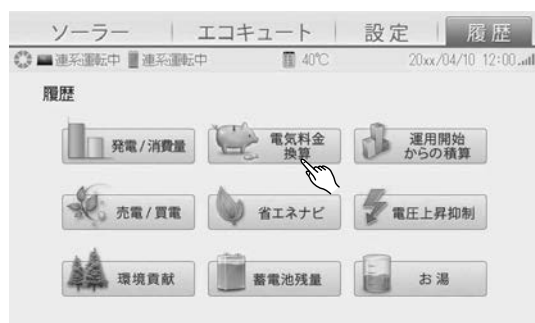 ソーラー エコキュート 設定 履歴
連系運転中 連系運転中 40℃ 20xx/04/10 12:00
履歴
発電/消費量 電気料金換算 運用開始からの積算
売電/買電 省エネナビ 電圧上昇抑制
環境貢献 蓄電池残量 お湯